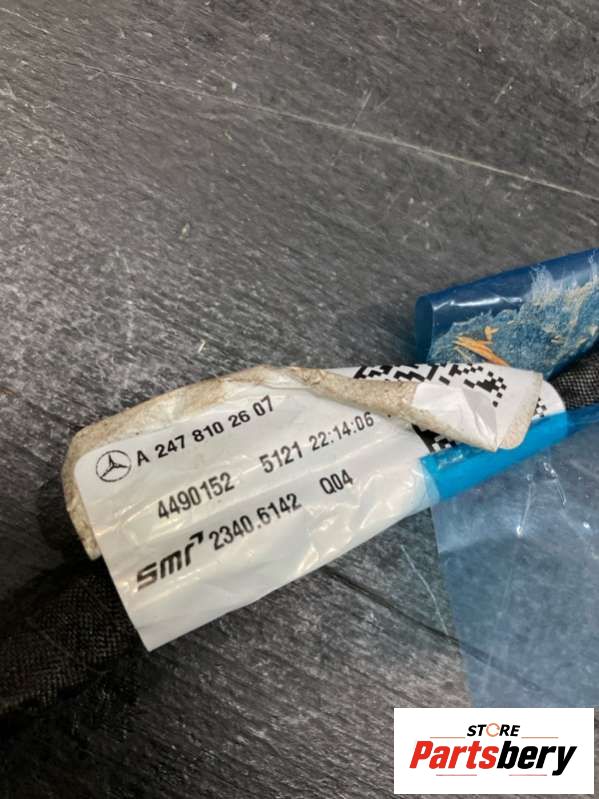 A 247 810 26 07
4490152 5121 22:14:06
smr 2340.6142 Q04
STORE
Partsbery